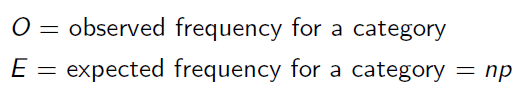 O = observed frequency for a category
E = expected frequency for a category = np